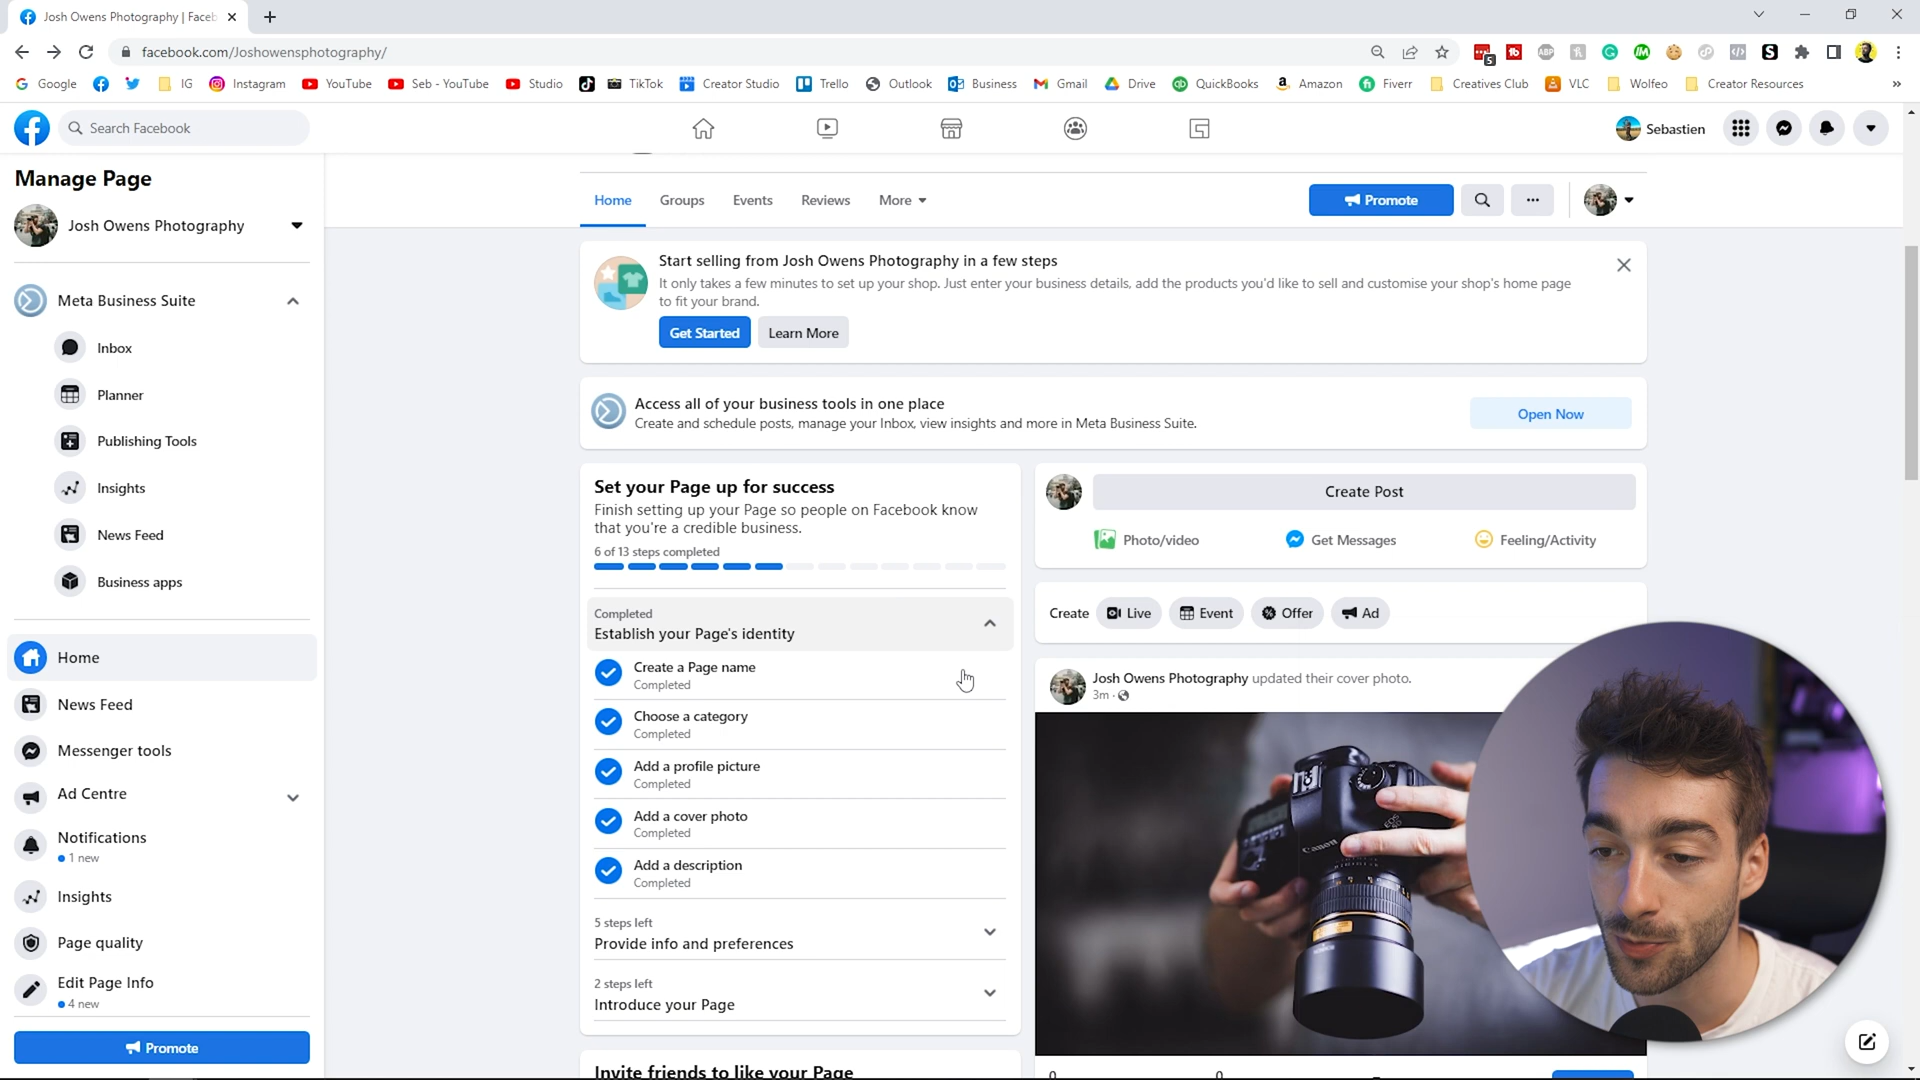 Josh Owens Photography | Faceb
facebook.com/Joshowensphotography/
5
ABP
Google
IG
Instagram
YouTube
Seb - YouTube
Studio
TikTok
Creator Studio
Trello
Outlook
Business
Gmail
Drive
QuickBooks
Amazon
Fiverr
Creatives Club
VLC
Wolfeo
Creator Resources
»
Search Facebook
Sebastien
Manage Page
Josh Owens Photography
Meta Business Suite
Inbox
Planner
Publishing Tools
Insights
News Feed
Business apps
Home
News Feed
Messenger tools
Ad Centre
Notifications
1 new
Insights
Page quality
Edit Page Info
4 new
Promote
Home
Groups
Events
Reviews
More
Promote
Start selling from Josh Owens Photography in a few steps
It only takes a few minutes to set up your shop. Just enter your business details, add the products you'd like to sell and customise your shop's home page
to fit your brand.
Get Started
Learn More
Access all of your business tools in one place
Create and schedule posts, manage your Inbox, view insights and more in Meta Business Suite.
Open Now
Set your Page up for success
Finish setting up your Page so people on Facebook know
that you're a credible business.
6 of 13 steps completed
Completed
Establish your Page's identity
Create a Page name
Completed
Choose a category
Completed
Add a profile picture
Completed
Add a cover photo
Completed
Add a description
Completed
5 steps left
Provide info and preferences
2 steps left
Introduce your Page
Invite friends to like your Page
Create Post
Photo/video
Get Messages
Feeling/Activity
Create
Live
Event
Offer
Ad
Josh Owens Photography updated their cover photo.
3m ·
Canon